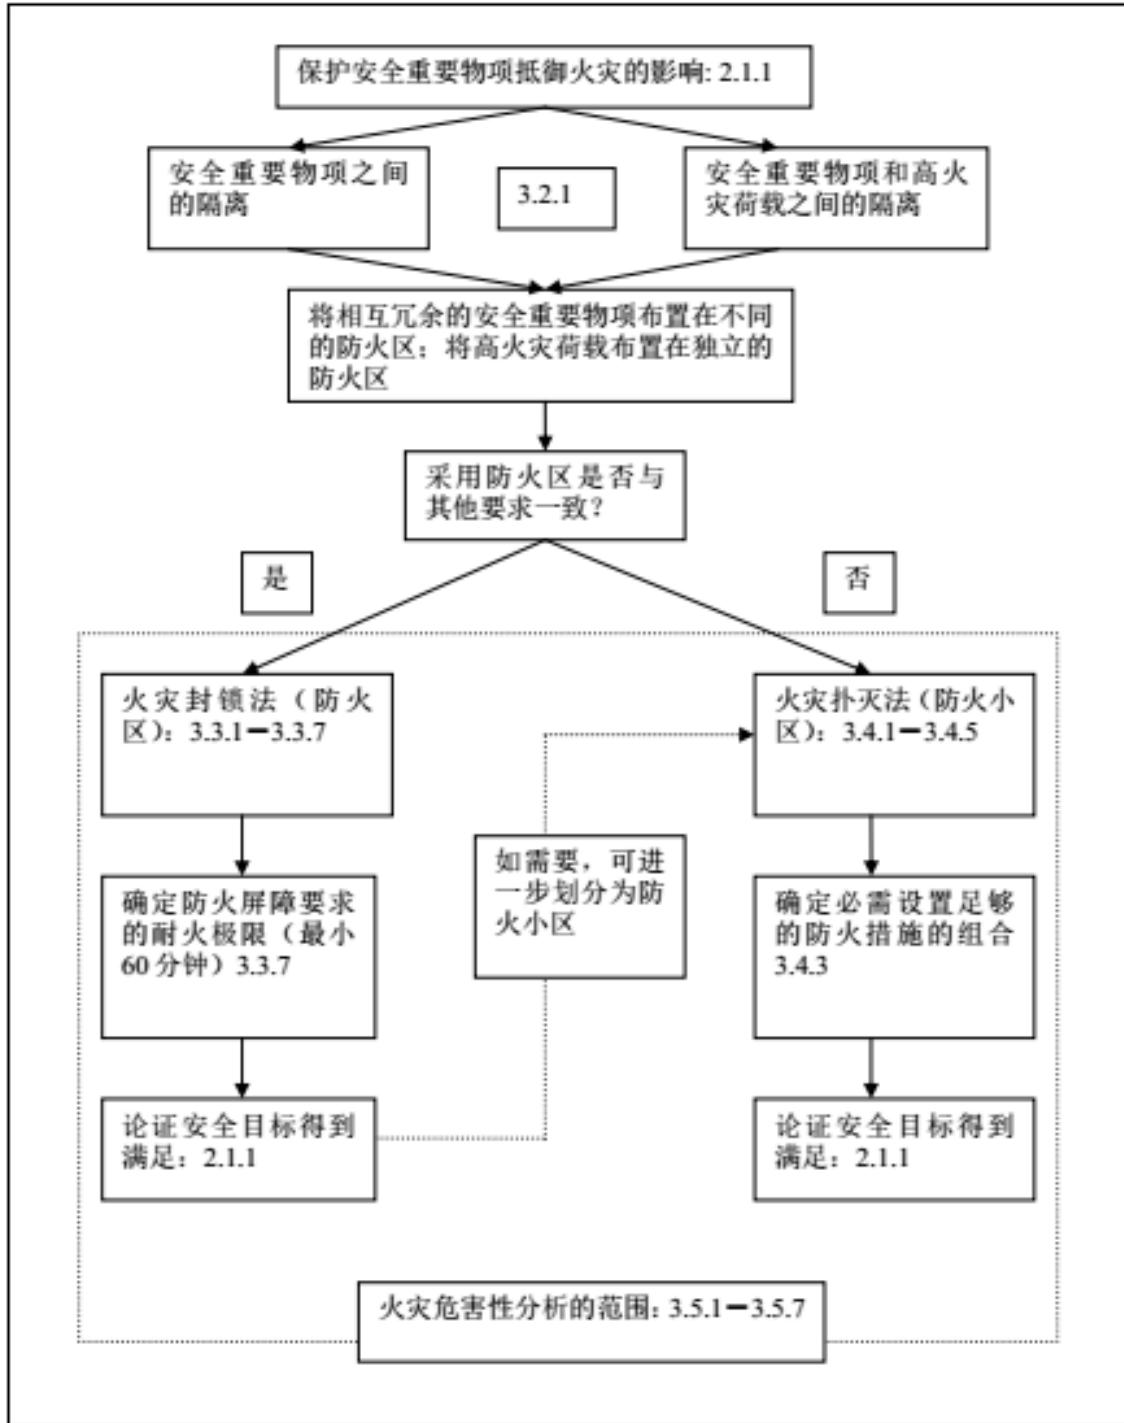 保护安全重要物项抵御火灾的影响: 2.1.1
安全重要物项之间
的隔离
3.2.1
安全重要物项和高火
灾荷载之间的隔离
将相互冗余的安全重要物项布置在不同
的防火区；将高火灾荷载布置在独立的
防火区
采用防火区是否与
其他要求一致？
是
否
火灾封锁法（防火
区）：3.3.1－3.3.7
火灾扑灭法（防火小
区）：3.4.1－3.4.5
如需要，可进
一步划分为防
火小区
确定防火屏障要求
的耐火极限（最小
60分钟）3.3.7
确定必需设置足够
的防火措施的组合
3.4.3
论证安全目标得到
满足：2.1.1
论证安全目标得到
满足：2.1.1
火灾危害性分析的范围: 3.5.1－3.5.7